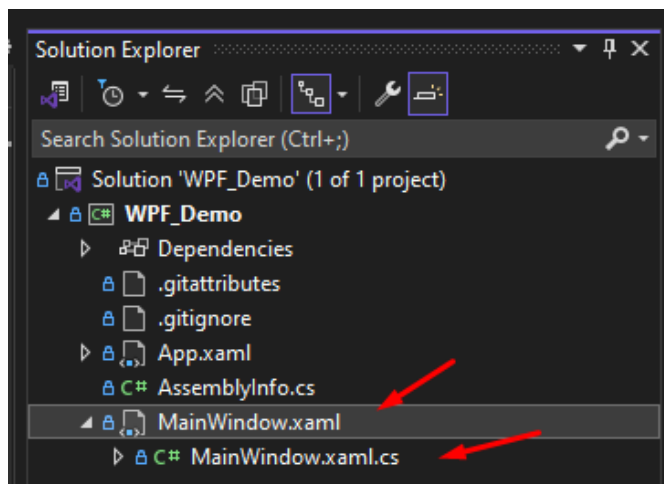 Solution Explorer
Search Solution Explorer (Ctrl+;)
Solution 'WPF_Demo' (1 of 1 project)
C# WPF_Demo
Dependencies
.gitattributes
.gitignore
App.xaml
C# AssemblyInfo.cs
MainWindow.xaml
C# MainWindow.xaml.cs